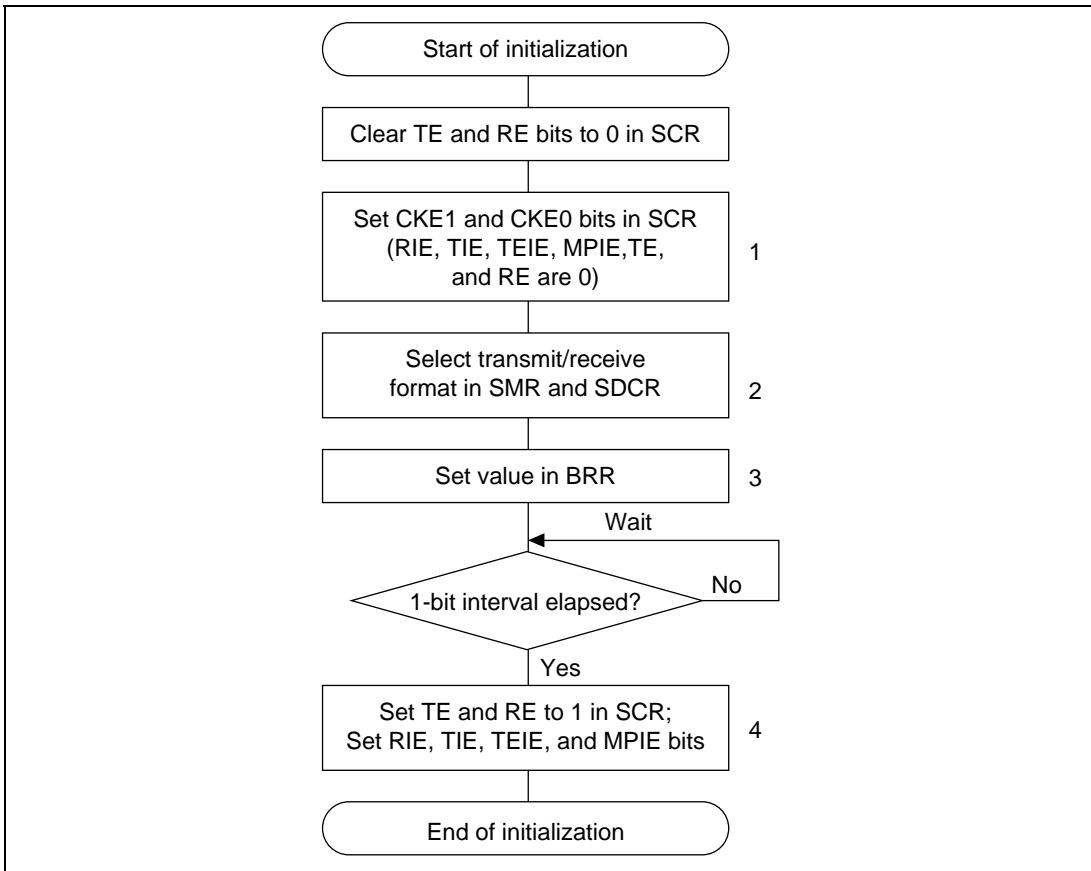 Start of initialization
Clear TE and RE bits to 0 in SCR
Set CKE1 and CKE0 bits in SCR
(RIE, TIE, TEIE, MPIE,TE,
and RE are 0)
1
Select transmit/receive
format in SMR and SDCR
2
Set value in BRR
3
Wait
1-bit interval elapsed?
No
Yes
Set TE and RE to 1 in SCR;
Set RIE, TIE, TEIE, and MPIE bits
4
End of initialization